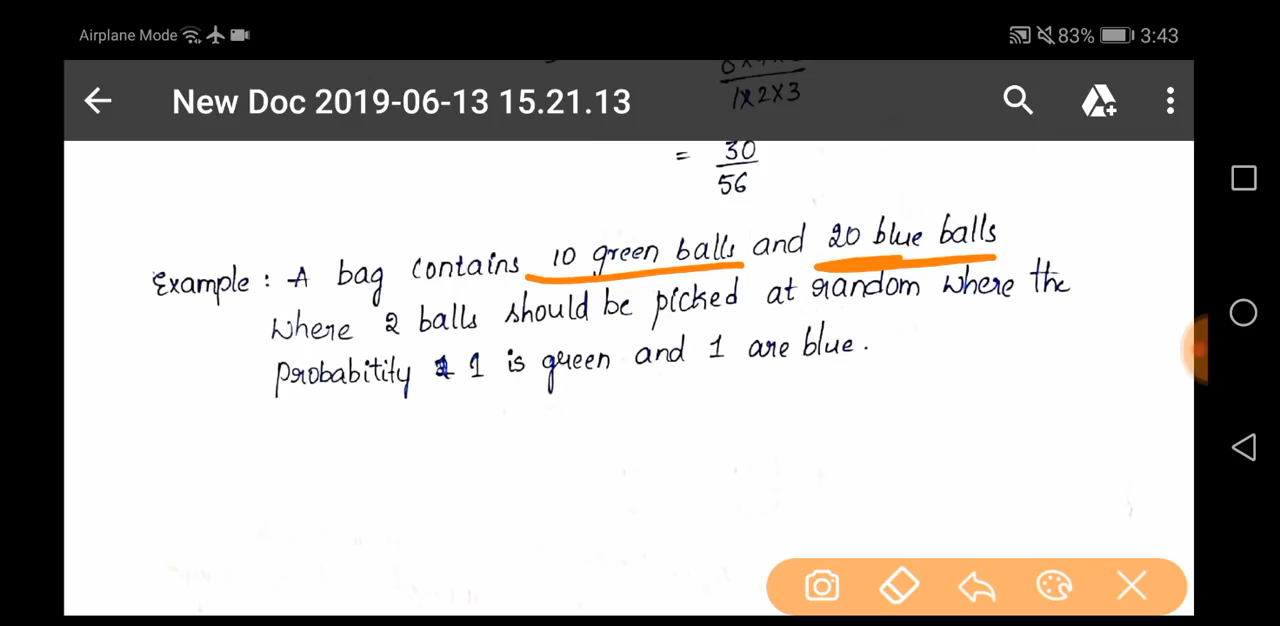 Airplane Mode 83% 3:43
New Doc 2019-06-13 15.21.13
1X2X3
= 30
56
Example : A bag contains 10 green balls and 20 blue balls
where 2 balls should be picked at random where the
probabitity 1 is green and 1 are blue.